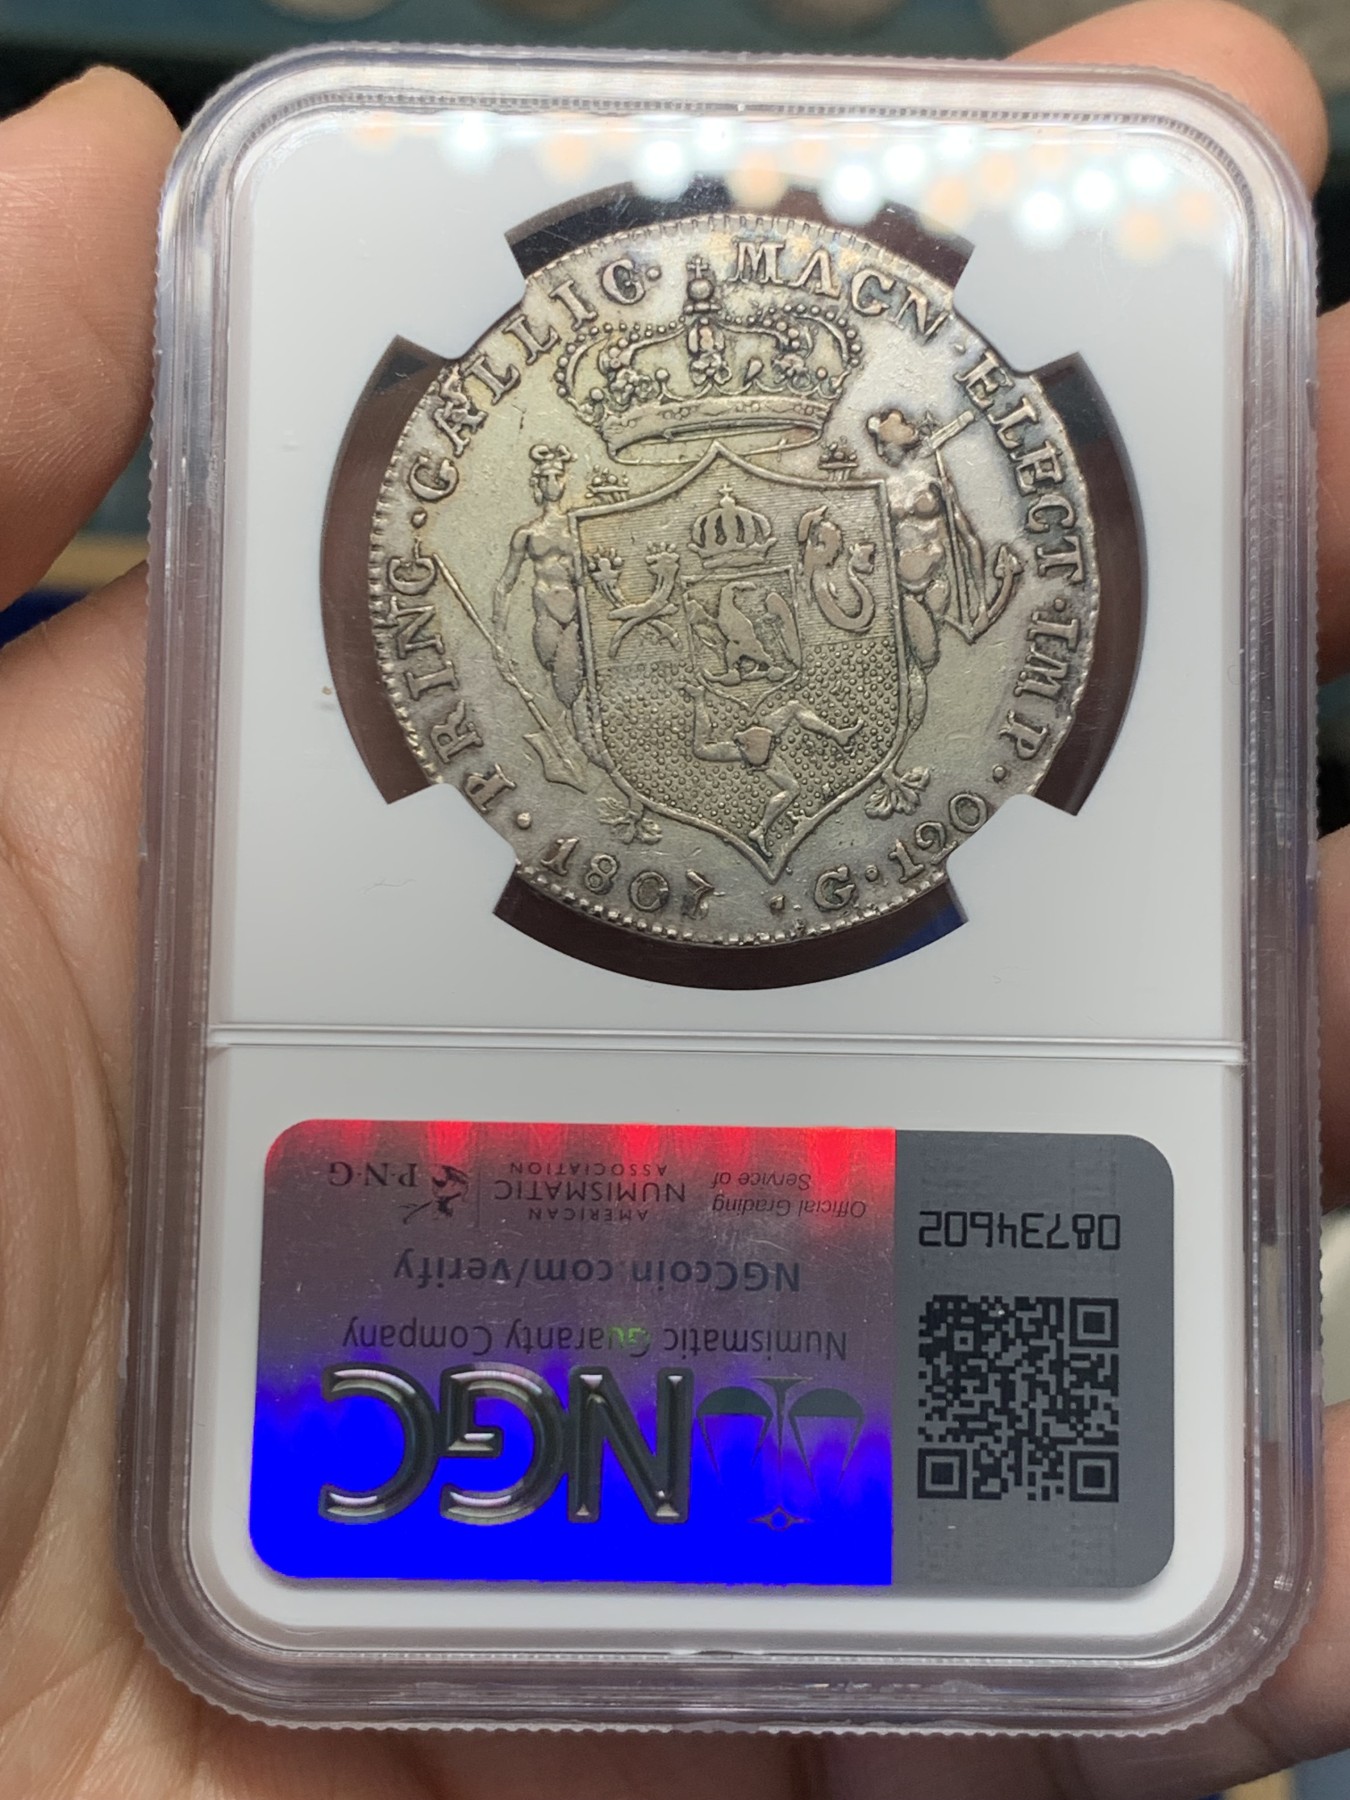 PRINC · GALLIC · MAGN · ELECT · IMP ·
· 1807 · G · 120
Official Grading Service of
AMERICAN NUMISMATIC ASSOCIATION
P·N·G
NGCcoin.com/verify
Numismatic Guaranty Company
NGC
08734602